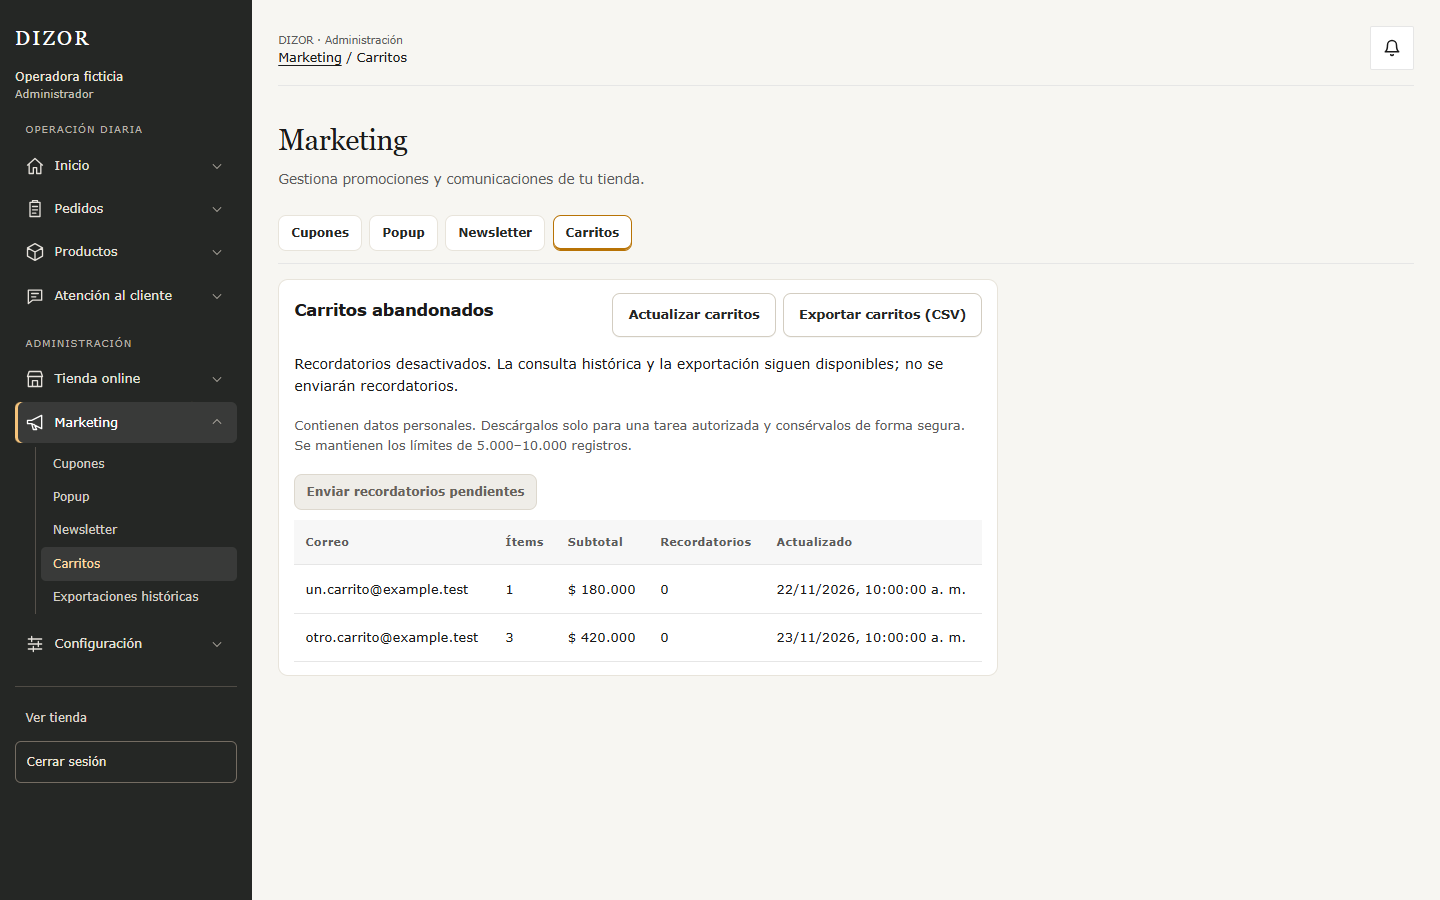 DIZOR
Operadora ficticia
Administrador
OPERACIÓN DIARIA
Inicio
Pedidos
Productos
Atención al cliente
ADMINISTRACIÓN
Tienda online
Marketing
Cupones
Popup
Newsletter
Carritos
Exportaciones históricas
Configuración
Ver tienda
Cerrar sesión
DIZOR · Administración
Marketing / Carritos
Marketing
Gestiona promociones y comunicaciones de tu tienda.
Cupones Popup Newsletter Carritos
Carritos abandonados Actualizar carritos Exportar carritos (CSV)
Recordatorios desactivados. La consulta histórica y la exportación siguen disponibles; no se
enviarán recordatorios.
Contienen datos personales. Descárgalos solo para una tarea autorizada y consérvalos de forma segura.
Se mantienen los límites de 5.000–10.000 registros.
Enviar recordatorios pendientes
Correo Ítems Subtotal Recordatorios Actualizado
un.carrito@example.test 1 $ 180.000 0 22/11/2026, 10:00:00 a. m.
otro.carrito@example.test 3 $ 420.000 0 23/11/2026, 10:00:00 a. m.